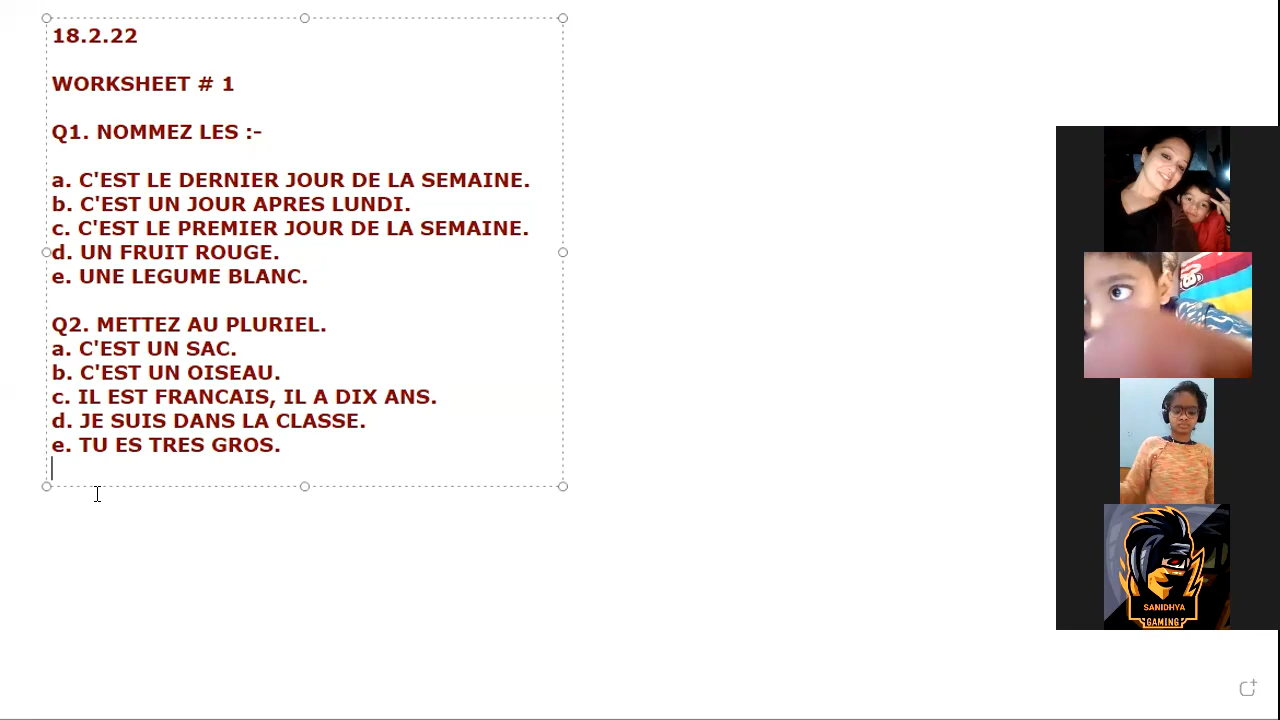 18.2.22
WORKSHEET # 1
Q1. NOMMEZ LES :-
a. C'EST LE DERNIER JOUR DE LA SEMAINE.
b. C'EST UN JOUR APRES LUNDI.
c. C'EST LE PREMIER JOUR DE LA SEMAINE.
d. UN FRUIT ROUGE.
e. UNE LEGUME BLANC.
Q2. METTEZ AU PLURIEL.
a. C'EST UN SAC.
b. C'EST UN OISEAU.
c. IL EST FRANCAIS, IL A DIX ANS.
d. JE SUIS DANS LA CLASSE.
e. TU ES TRES GROS.
SANIDHYA
GAMING